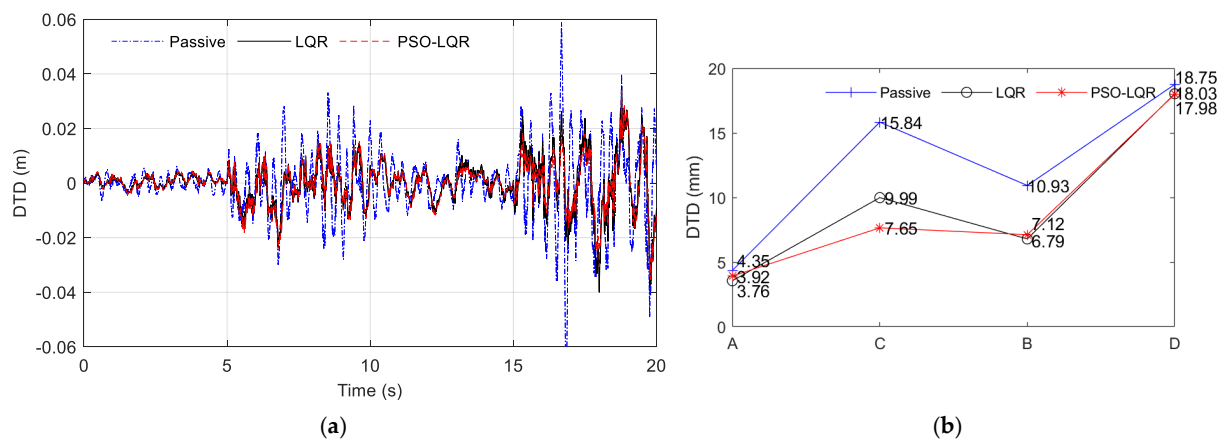 0.06
0.04
0.02
0
-0.02
-0.04
-0.06
DTD (m)
Passive LQR PSO-LQR
0 5 10 15 20
Time (s)
(a)
20
15
10
5
0
DTD (mm)
Passive LQR PSO-LQR
4.35
3.92
3.76
15.84
9.99
7.65
10.93
7.12
6.79
18.75
18.03
17.98
A C B D
(b)